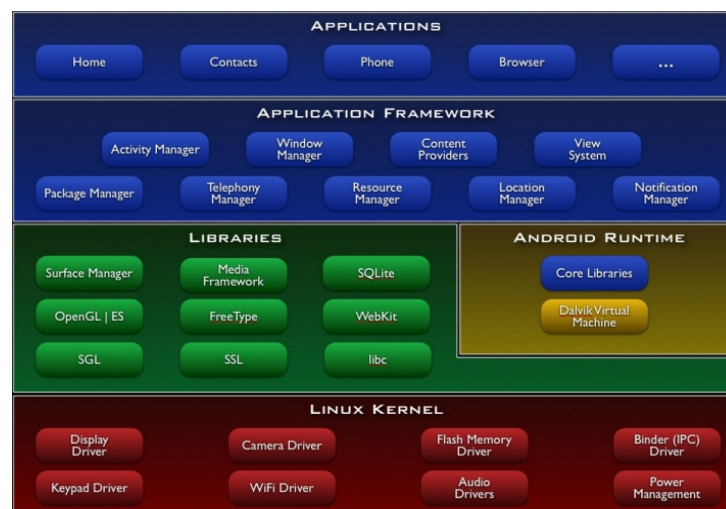 APPLICATIONS
Home
Contacts
Phone
Browser
...
APPLICATION FRAMEWORK
Activity Manager
Window
Manager
Content
Providers
View
System
Package Manager
Telephony
Manager
Resource
Manager
Location
Manager
Notification
Manager
LIBRARIES
Surface Manager
Media
Framework
SQLite
OpenGL | ES
FreeType
WebKit
SGL
SSL
libc
ANDROID RUNTIME
Core Libraries
Dalvik Virtual
Machine
LINUX KERNEL
Display
Driver
Camera Driver
Flash Memory
Driver
Binder (IPC)
Driver
Keypad Driver
WiFi Driver
Audio
Drivers
Power
Management